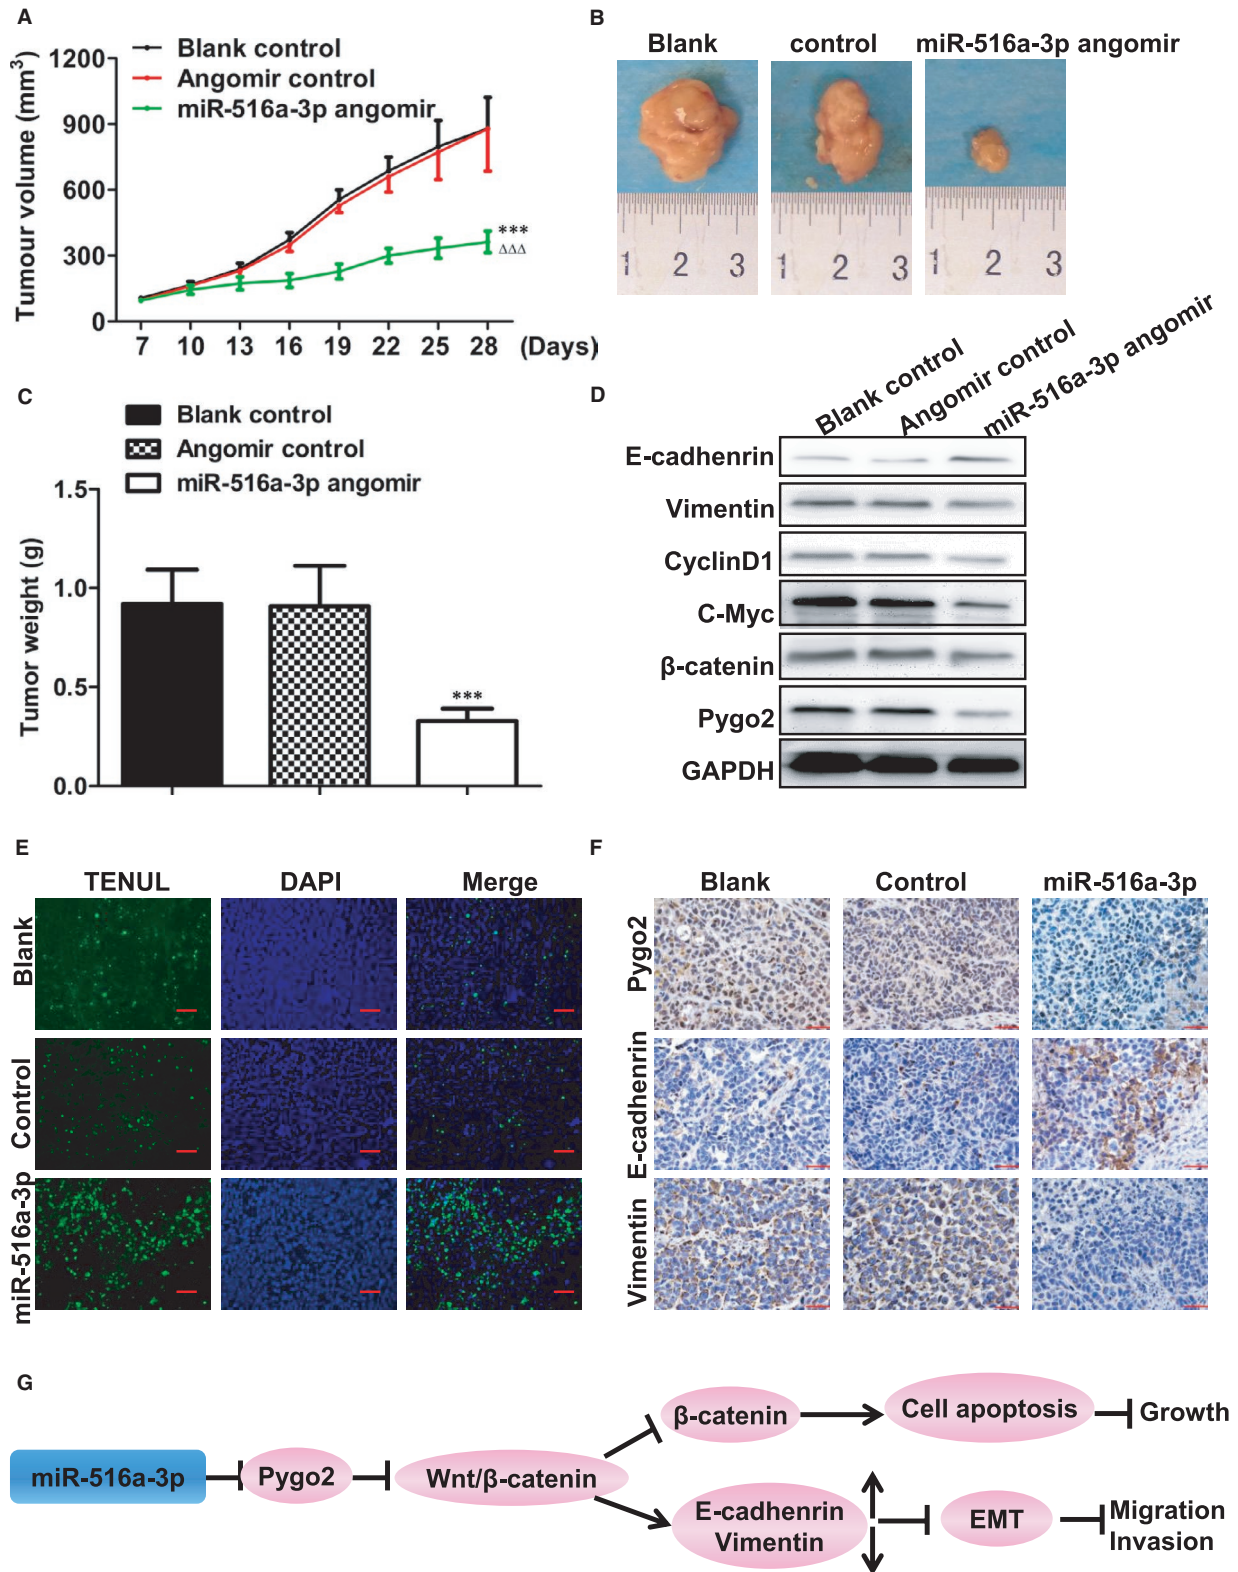 A
Blank control
Angomir control
miR-516a-3p angomir
Tumour volume (mm³)
1200
900
600
300
0
7 10 13 16 19 22 25 28 (Days)
***
ΔΔΔ
B
Blank control miR-516a-3p angomir
1 2 3
1 2 3
1 2 3
C
Blank control
Angomir control
miR-516a-3p angomir
Tumor weight (g)
1.5
1.0
0.5
0.0
***
D
Blank control
Angomir control
miR-516a-3p angomir
E-cadhenrin
Vimentin
CyclinD1
C-Myc
β-catenin
Pygo2
GAPDH
E
TENUL DAPI Merge
Blank
Control
miR-516a-3p
F
Blank Control miR-516a-3p
Pygo2
E-cadhenrin
Vimentin
G
miR-516a-3p
Pygo2
Wnt/β-catenin
β-catenin
Cell apoptosis
Growth
E-cadhenrin
Vimentin
EMT
Migration
Invasion